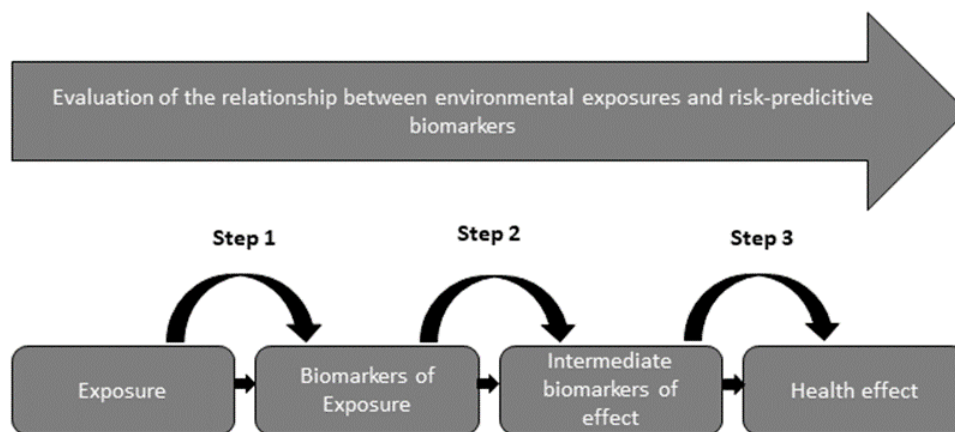 Evaluation of the relationship between environmental exposures and risk-predicitive
biomarkers
Step 1
Step 2
Step 3
Exposure
Biomarkers of
Exposure
Intermediate
biomarkers of
effect
Health effect